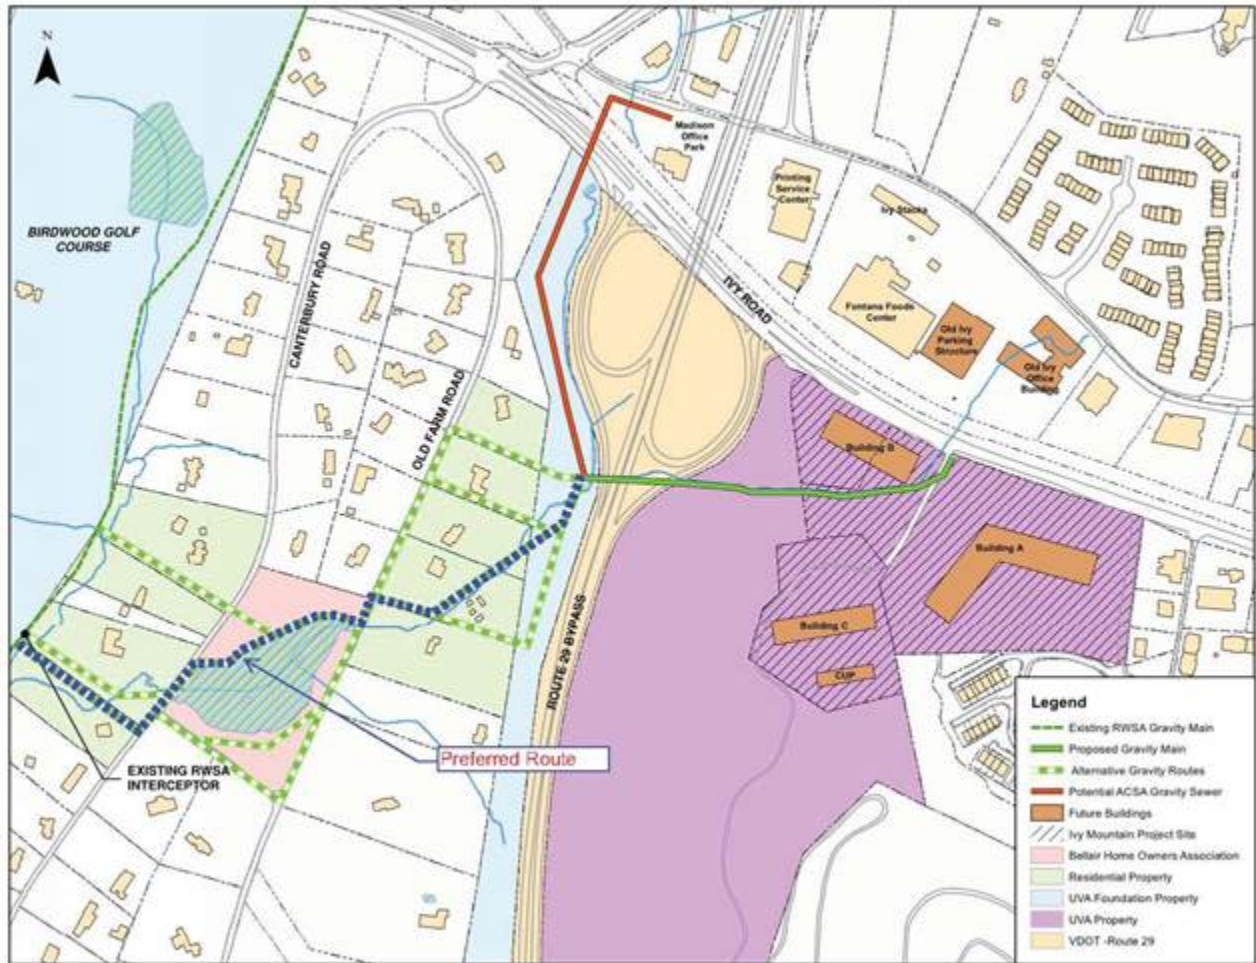 N
Madison
Office
Park
BIRDWOOD GOLF
COURSE
Printing
Service
Center
Ivy Stacks
CANTERBURY ROAD
IVY ROAD
Fontana Foods
Center
Old Ivy
Parking
Structure
Old Ivy
Office
Building
OLD FARM ROAD
Building B
Building A
ROUTE 29 BYPASS
Building C
CUP
Preferred Route
EXISTING RWSA
INTERCEPTOR
Legend
Existing RWSA Gravity Main
Proposed Gravity Main
Alternative Gravity Routes
Potential ACSA Gravity Sewer
Future Buildings
Ivy Mountain Project Site
Bellair Home Owners Association
Residential Property
UVA Foundation Property
UVA Property
VDOT -Route 29